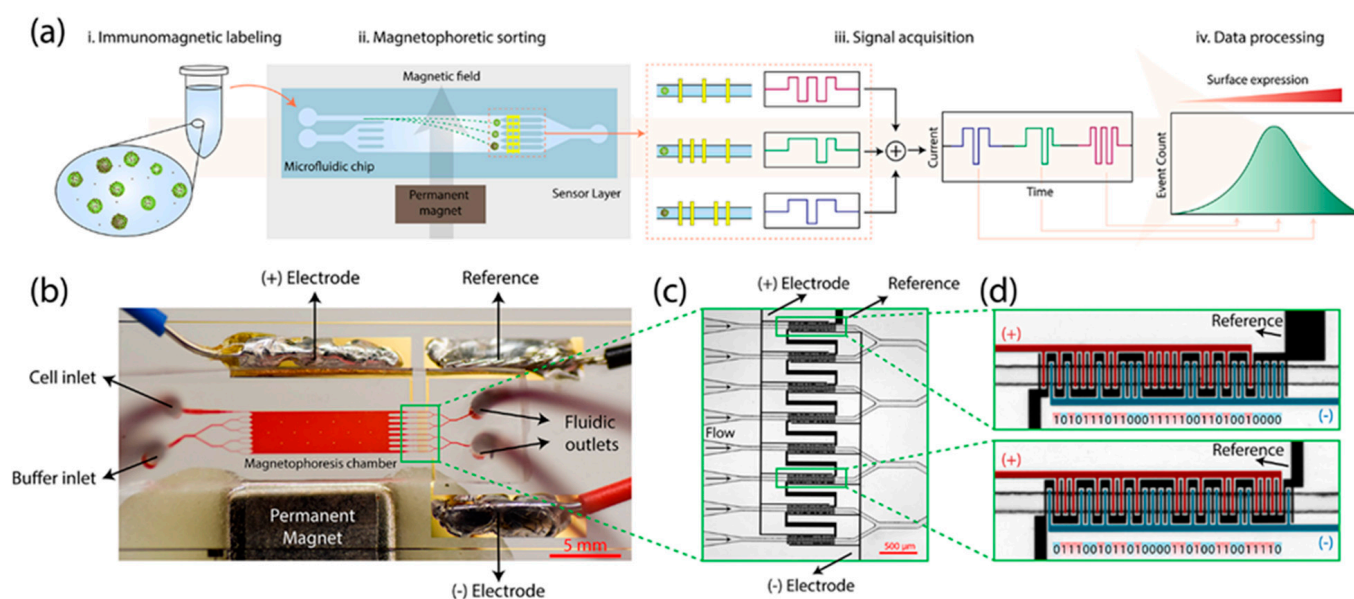 (a)
i. Immunomagnetic labeling
ii. Magnetophoretic sorting
iii. Signal acquisition
iv. Data processing
Magnetic field
Microfluidic chip
Permanent
magnet
Sensor Layer
Current
Time
Surface expression
Event Count
(b)
(+) Electrode
Reference
Cell inlet
Buffer inlet
Magnetophoresis chamber
Fluidic
outlets
Permanent
Magnet
5 mm
(-) Electrode
(c)
(+) Electrode
Reference
Flow
500 μm
(-) Electrode
(d)
Reference
(+)
(-)
1010111011000111110011010010000
Reference
(+)
(-)
0111001011010000110100110011110